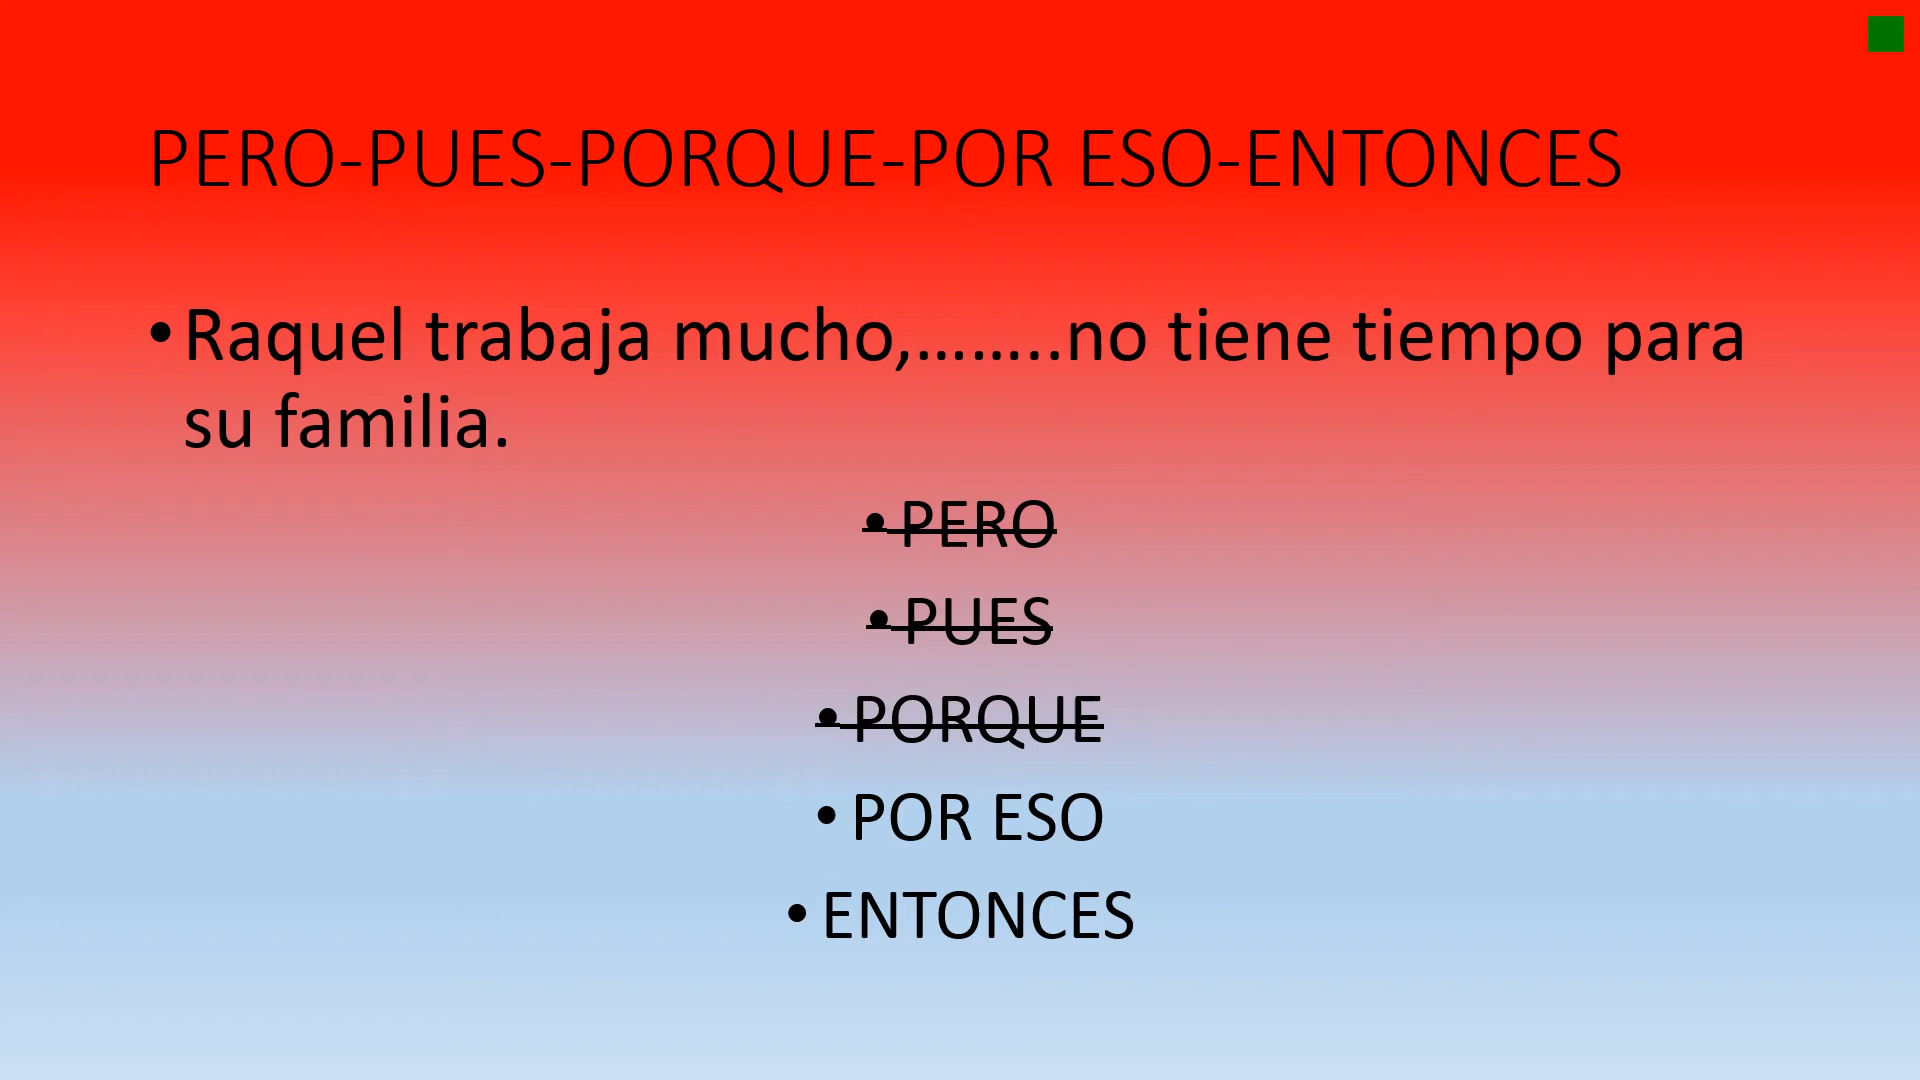 PERO-PUES-PORQUE-POR ESO-ENTONCES
•Raquel trabaja mucho,……..no tiene tiempo para
su familia.
• PERO
• PUES
• PORQUE
• POR ESO
• ENTONCES